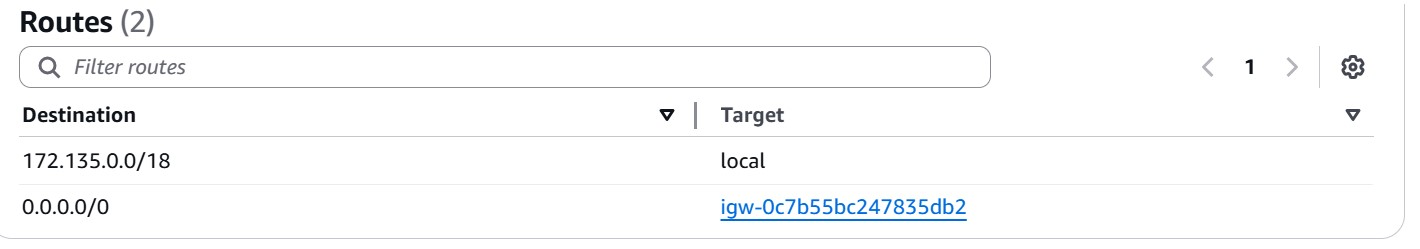 Routes (2)
Filter routes
1
Destination Target
172.135.0.0/18 local
0.0.0.0/0 igw-0c7b55bc247835db2